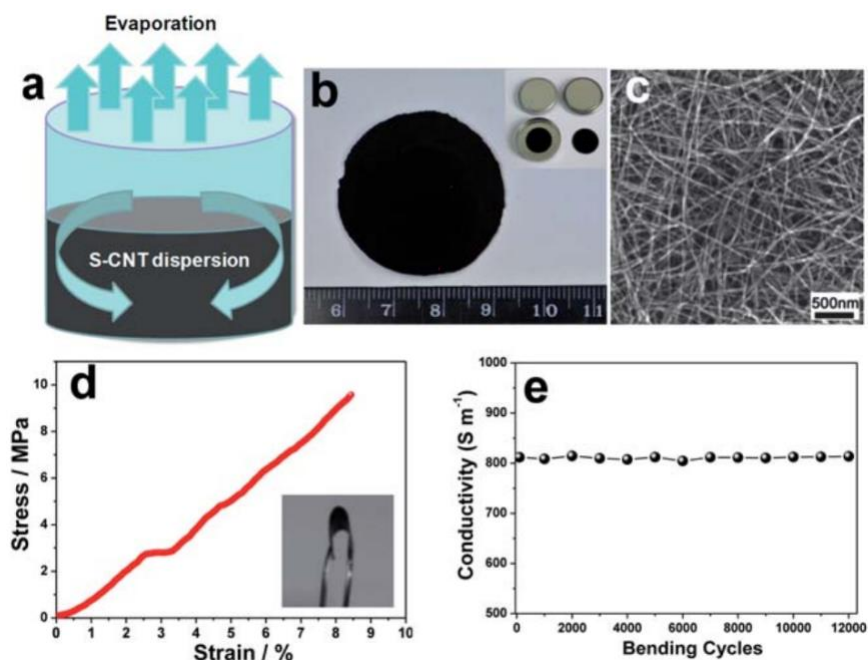 Evaporation
a
S-CNT dispersion
b
6 7 8 9 10 11
c
500nm
d
Stress / MPa
10
8
6
4
2
0
0 1 2 3 4 5 6 7 8 9 10
Strain / %
e
Conductivity (S m⁻¹)
1000
900
800
700
600
500
0 2000 4000 6000 8000 10000 12000
Bending Cycles